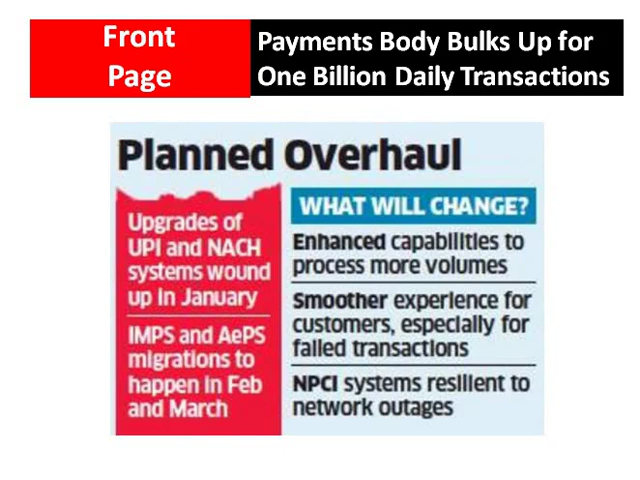 Front
Page
Payments Body Bulks Up for
One Billion Daily Transactions
Planned Overhaul
Upgrades of
UPI and NACH
systems wound
up in January
IMPS and AePS
migrations to
happen in Feb
and March
WHAT WILL CHANGE?
Enhanced capabilities to
process more volumes
Smoother experience for
customers, especially for
failed transactions
NPCI systems resilient to
network outages